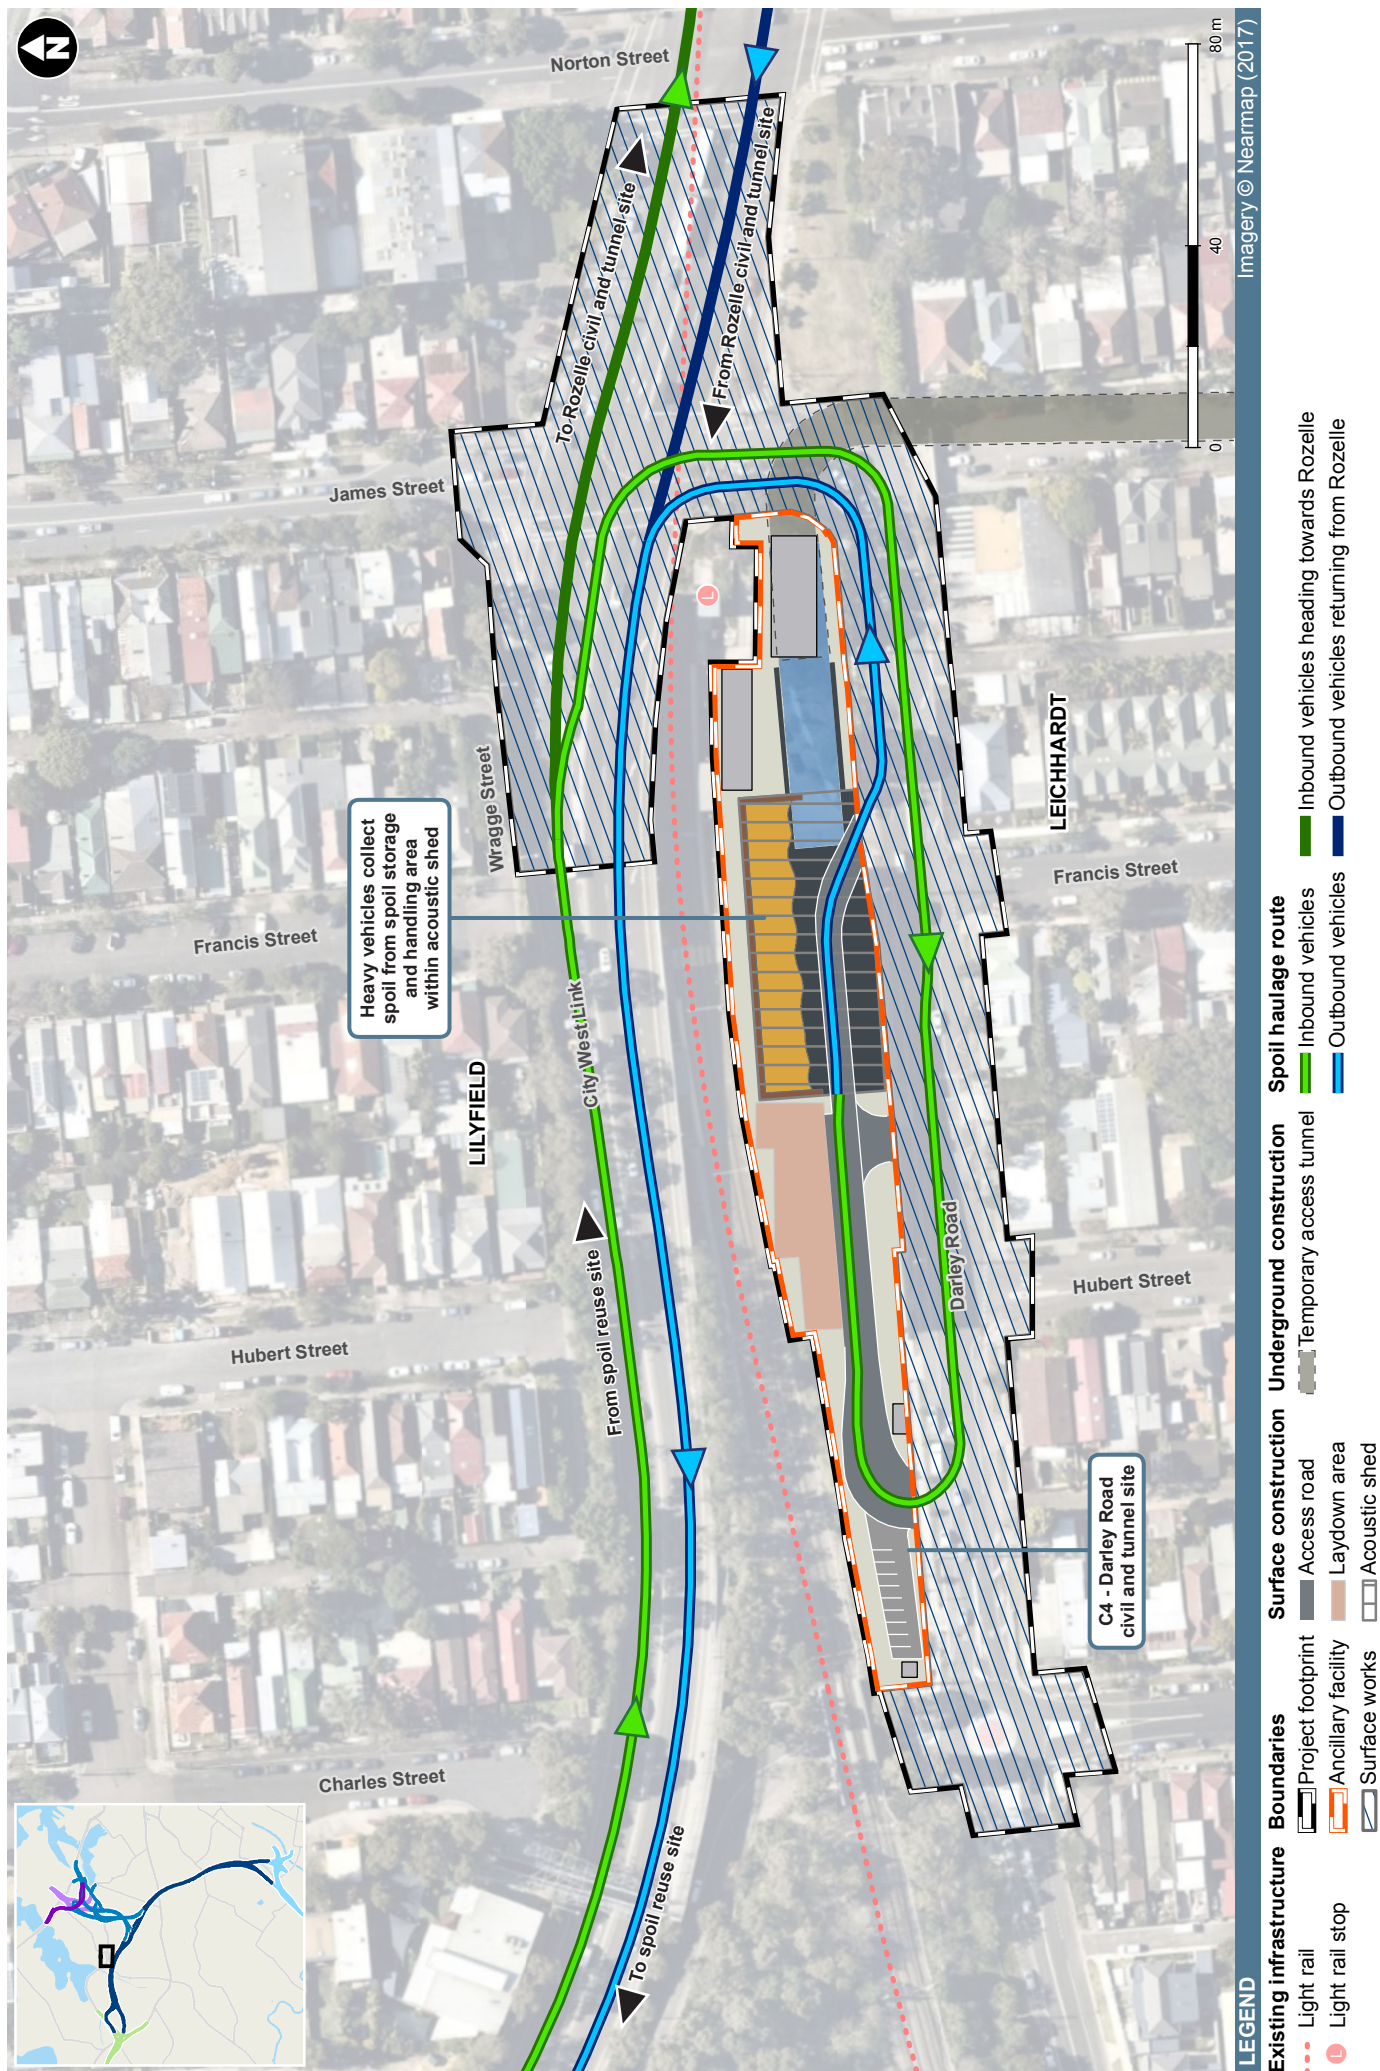 N
Norton Street
To Rozelle civil and tunnel site
From Rozelle civil and tunnel site
James Street
Wragge Street
Heavy vehicles collect
spoil from spoil storage
and handling area
within acoustic shed
Francis Street
City West Link
LILYFIELD
From spoil reuse site
Hubert Street
Charles Street
To spoil reuse site
L
LEICHHARDT
Francis Street
Darley Road
Hubert Street
C4 - Darley Road
civil and tunnel site
0
40
80 m
Imagery © Nearmap (2017)
LEGEND
Existing infrastructure
Light rail
L Light rail stop
Boundaries
Project footprint
Ancillary facility
Surface works
Surface construction
Access road
Laydown area
Acoustic shed
Underground construction
Temporary access tunnel
Spoil haulage route
Inbound vehicles
Outbound vehicles
Inbound vehicles heading towards Rozelle
Outbound vehicles returning from Rozelle